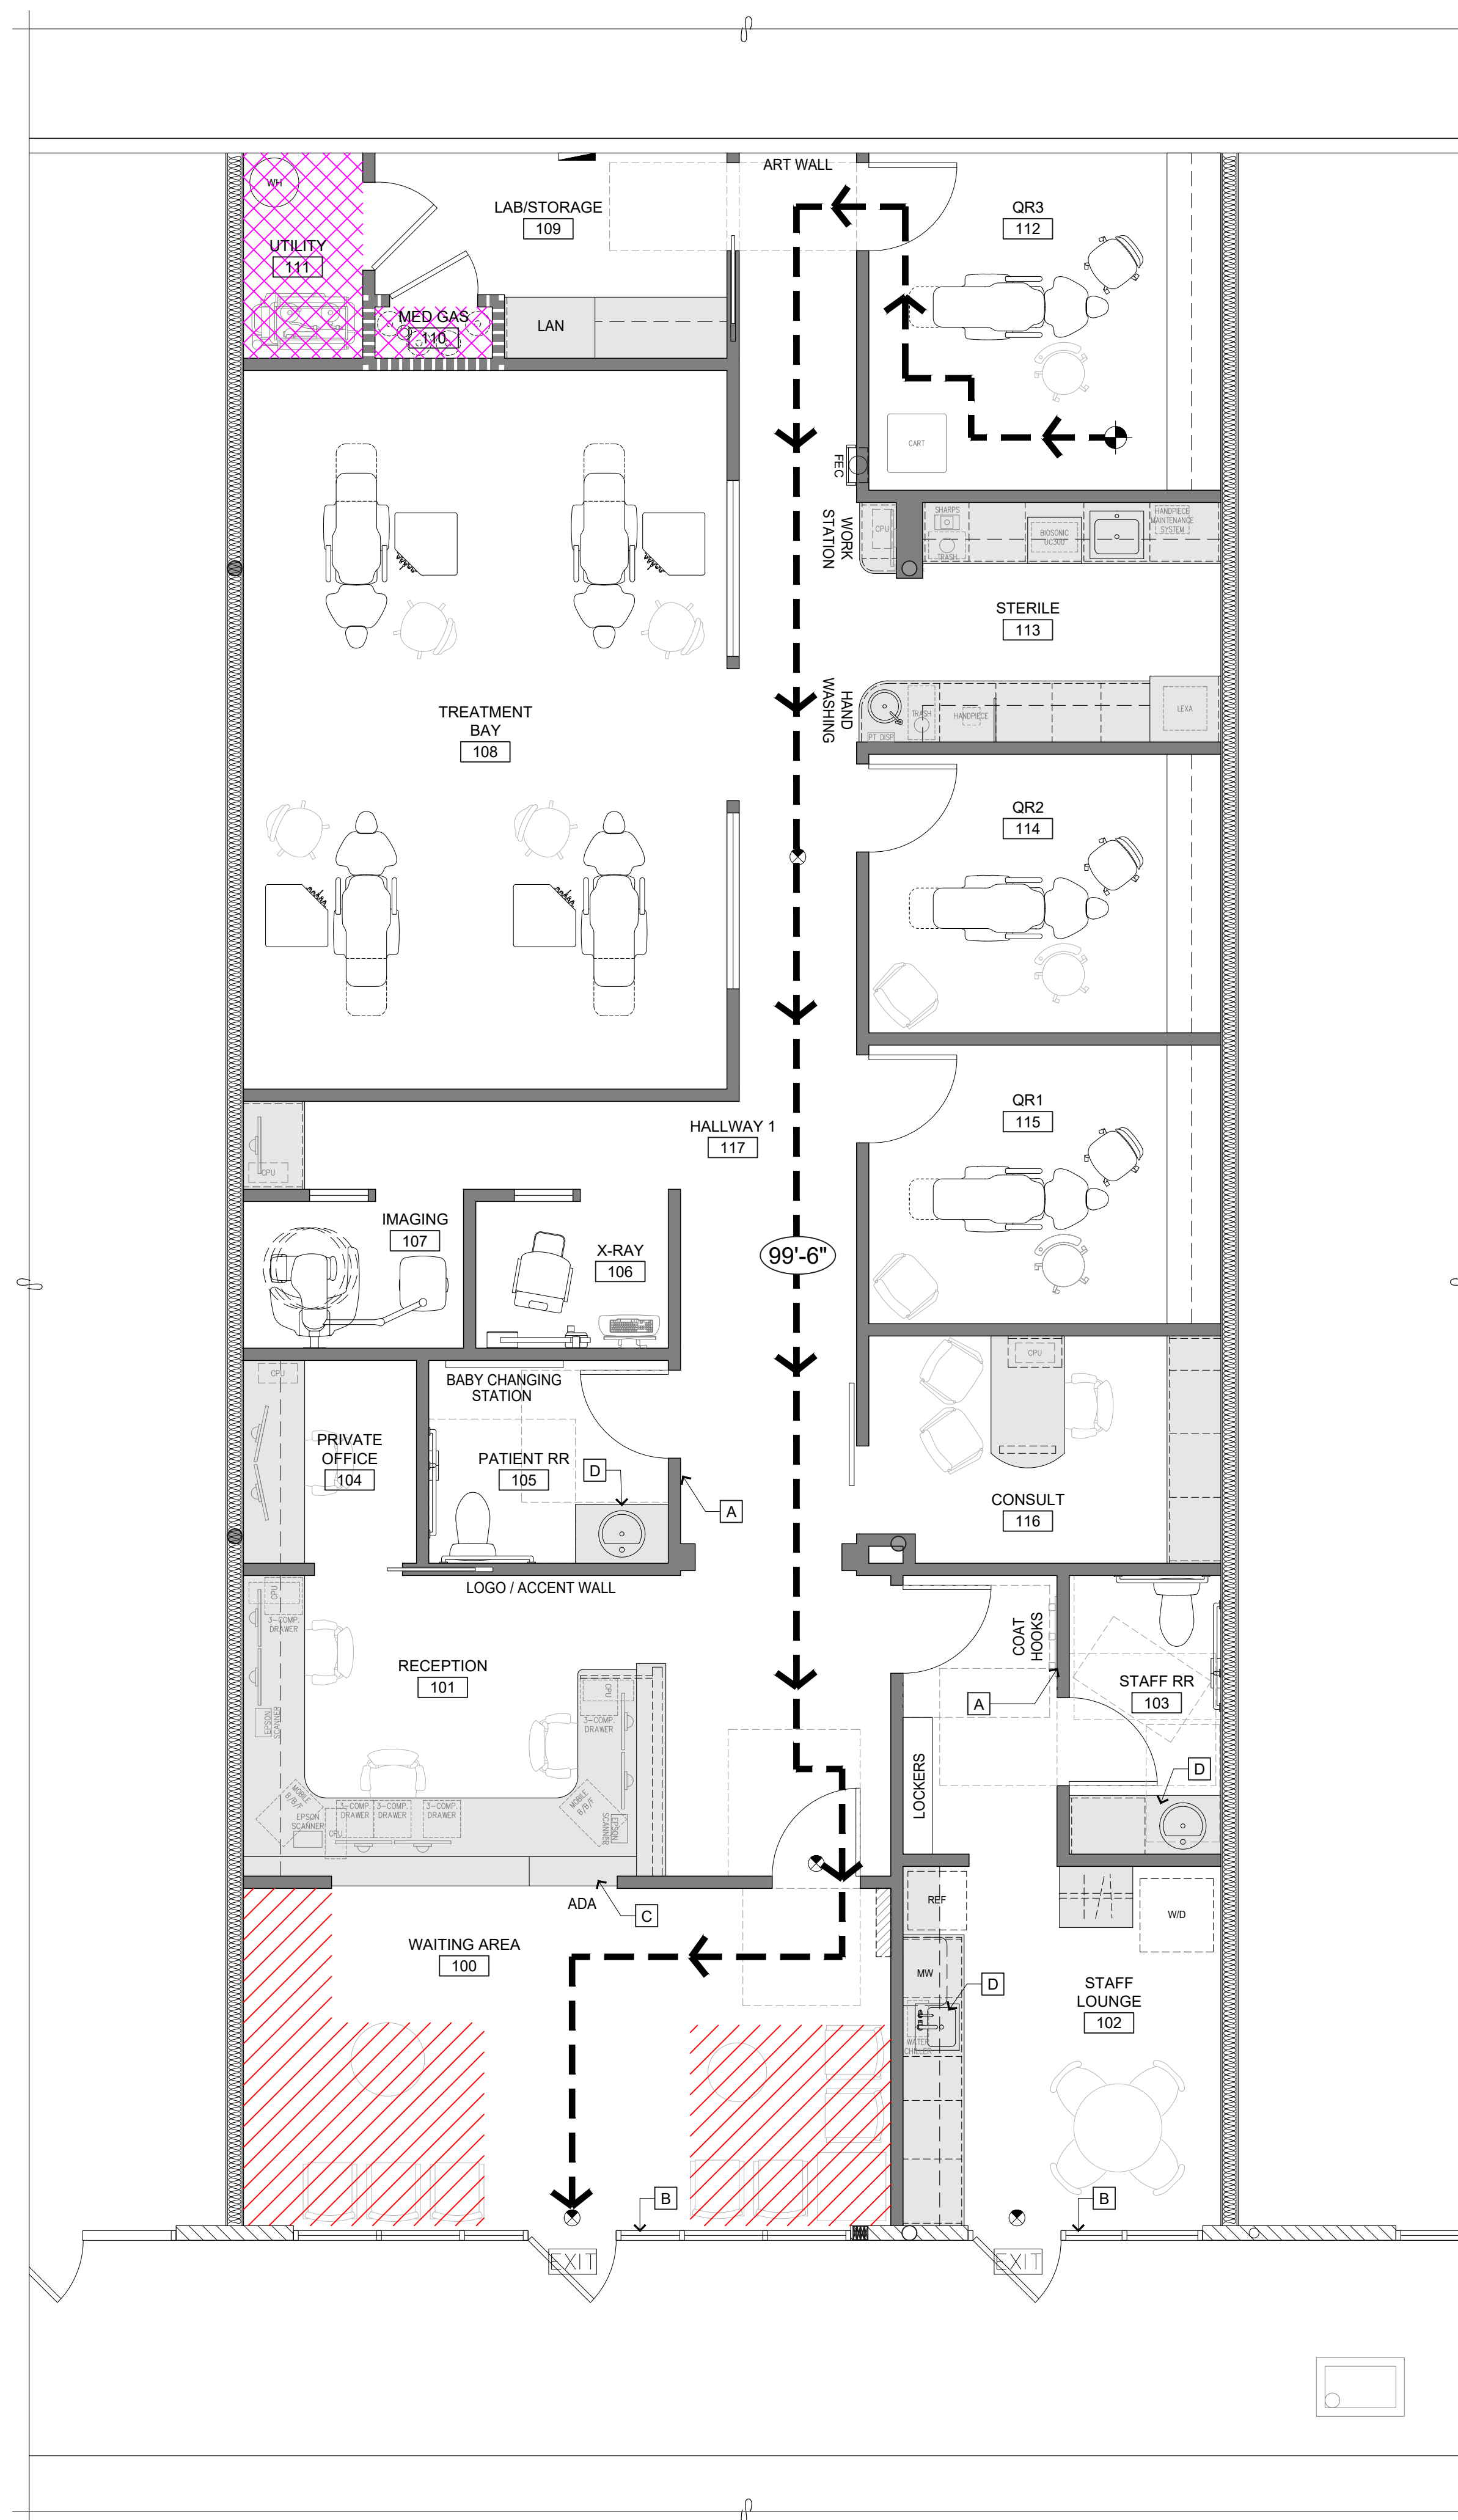 ART WALL
WH
LAB/STORAGE
109
QR3
112
UTILITY
111
MED GAS
110
LAN
CART
FEC
WORK
STATION
CPU
SHARPS
TRASH
BIOSONIC
UC300
HANDPIECE
MAINTENANCE
SYSTEM
STERILE
113
HAND
WASHING
TRASH
HANDPIECE
LEXA
PT DISP
TREATMENT
BAY
108
QR2
114
HALLWAY 1
117
QR1
115
CPU
IMAGING
107
X-RAY
106
99'-6"
CPU
BABY CHANGING
STATION
CPU
PRIVATE
OFFICE
104
PATIENT RR
105
D
A
CONSULT
116
LOGO / ACCENT WALL
CPU
3-COMP.
DRAWER
COAT
HOOKS
RECEPTION
101
STAFF RR
103
A
CPU
3-COMP.
DRAWER
EPSON
SCANNER
D
LOCKERS
MOBILE
B/B/F
EPSON
SCANNER
CPU
3-COMP.
DRAWER
3-COMP.
DRAWER
3-COMP.
DRAWER
MOBILE
B/B/F
EPSON
SCANNER
REF
W/D
ADA
C
WAITING AREA
100
MW
D
STAFF
LOUNGE
102
WATER
CHILLER
B
B
EXIT
EXIT